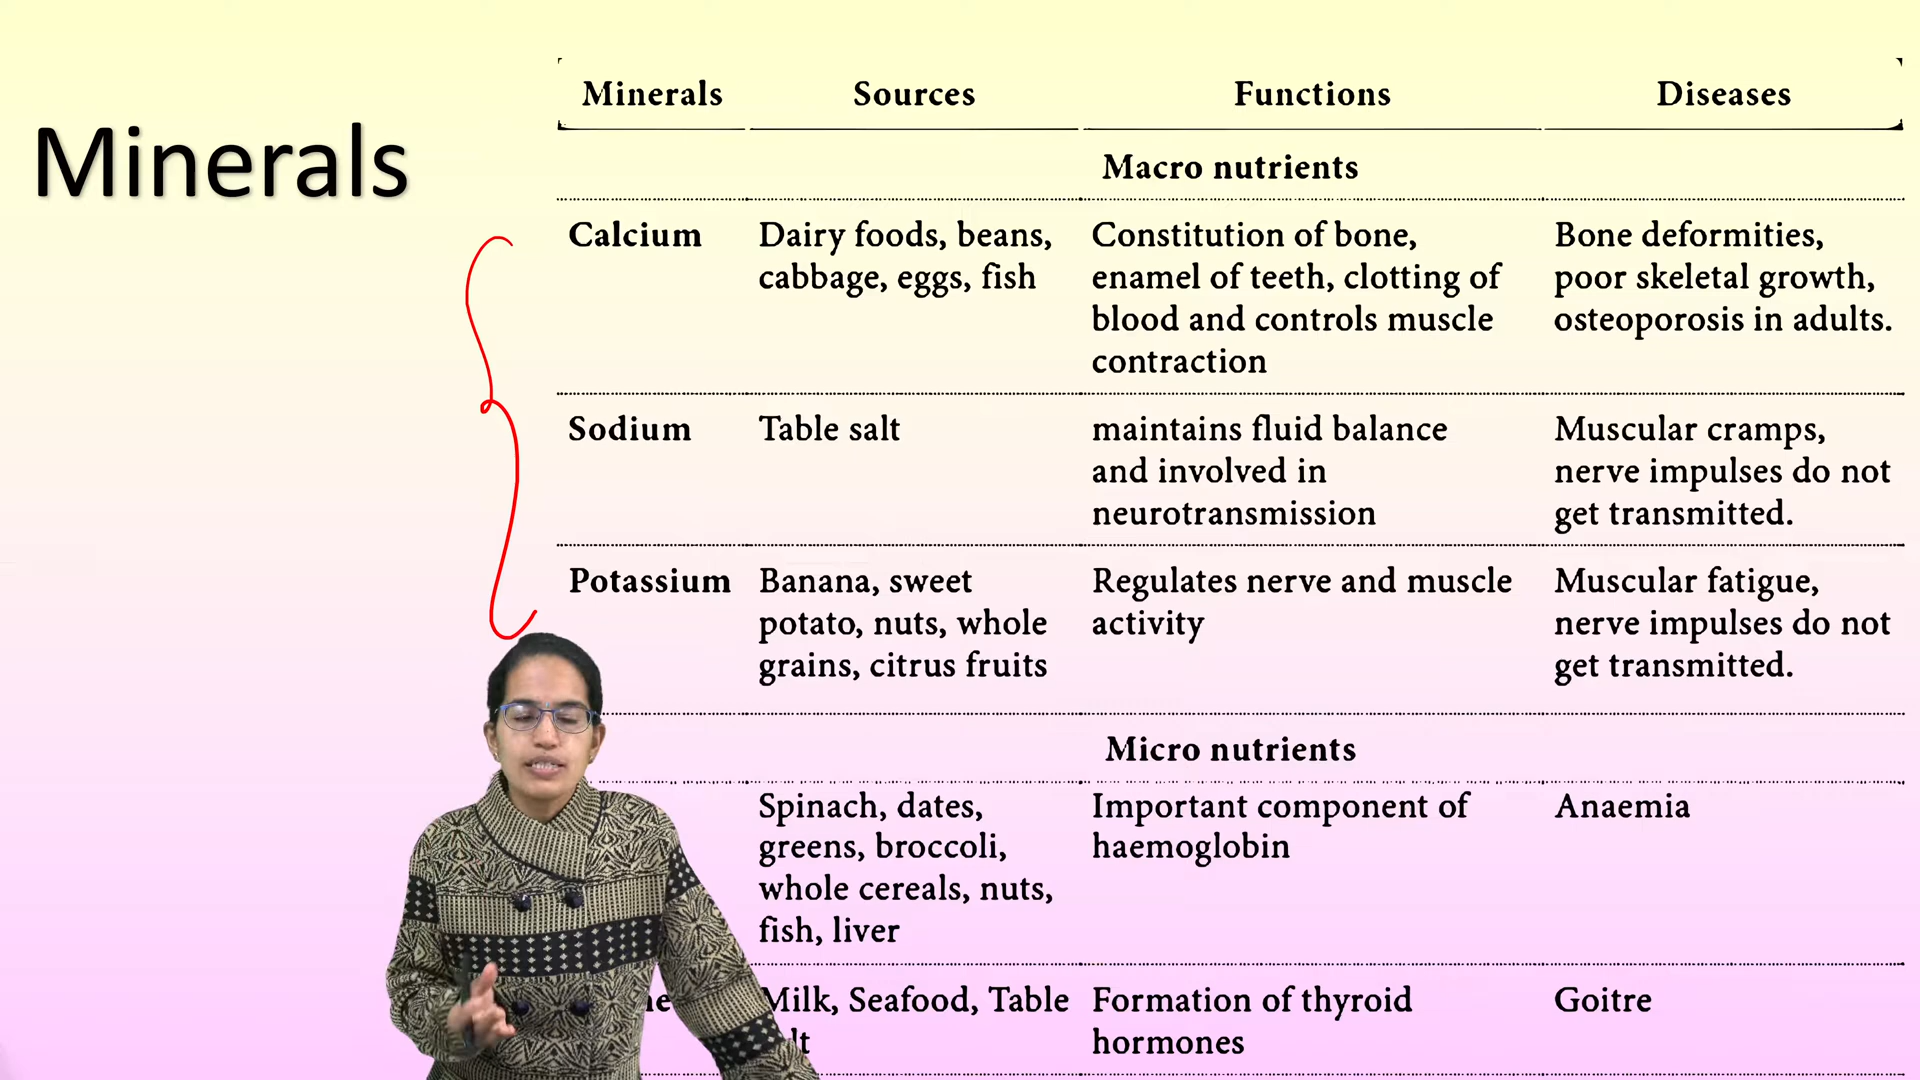 Minerals
Minerals Sources Functions Diseases
Macro nutrients
Calcium Dairy foods, beans, Constitution of bone, Bone deformities,
cabbage, eggs, fish enamel of teeth, clotting of poor skeletal growth,
blood and controls muscle osteoporosis in adults.
contraction
Sodium Table salt maintains fluid balance Muscular cramps,
and involved in nerve impulses do not
neurotransmission get transmitted.
Potassium Banana, sweet Regulates nerve and muscle Muscular fatigue,
potato, nuts, whole activity nerve impulses do not
grains, citrus fruits get transmitted.
Micro nutrients
Spinach, dates, Important component of Anaemia
greens, broccoli, haemoglobin
whole cereals, nuts,
fish, liver
Milk, Seafood, Table Formation of thyroid Goitre
hormones